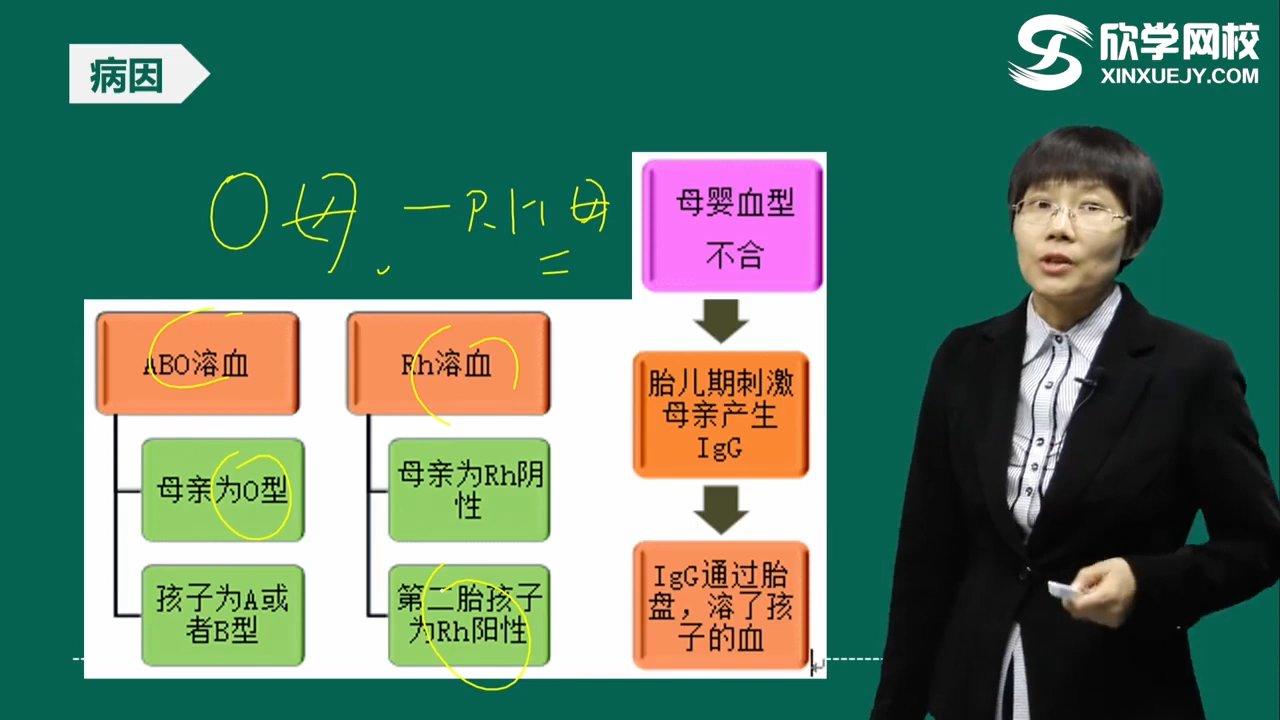 病因
欣学网校
XINXUEJY.COM
O母 一RH母
母婴血型
不合
ABO溶血
Rh溶血
胎儿期刺激
母亲产生
IgG
母亲为O型
母亲为Rh阴
性
孩子为A或
者B型
第二胎孩子
为Rh阳性
IgG通过胎
盘，溶了孩
子的血